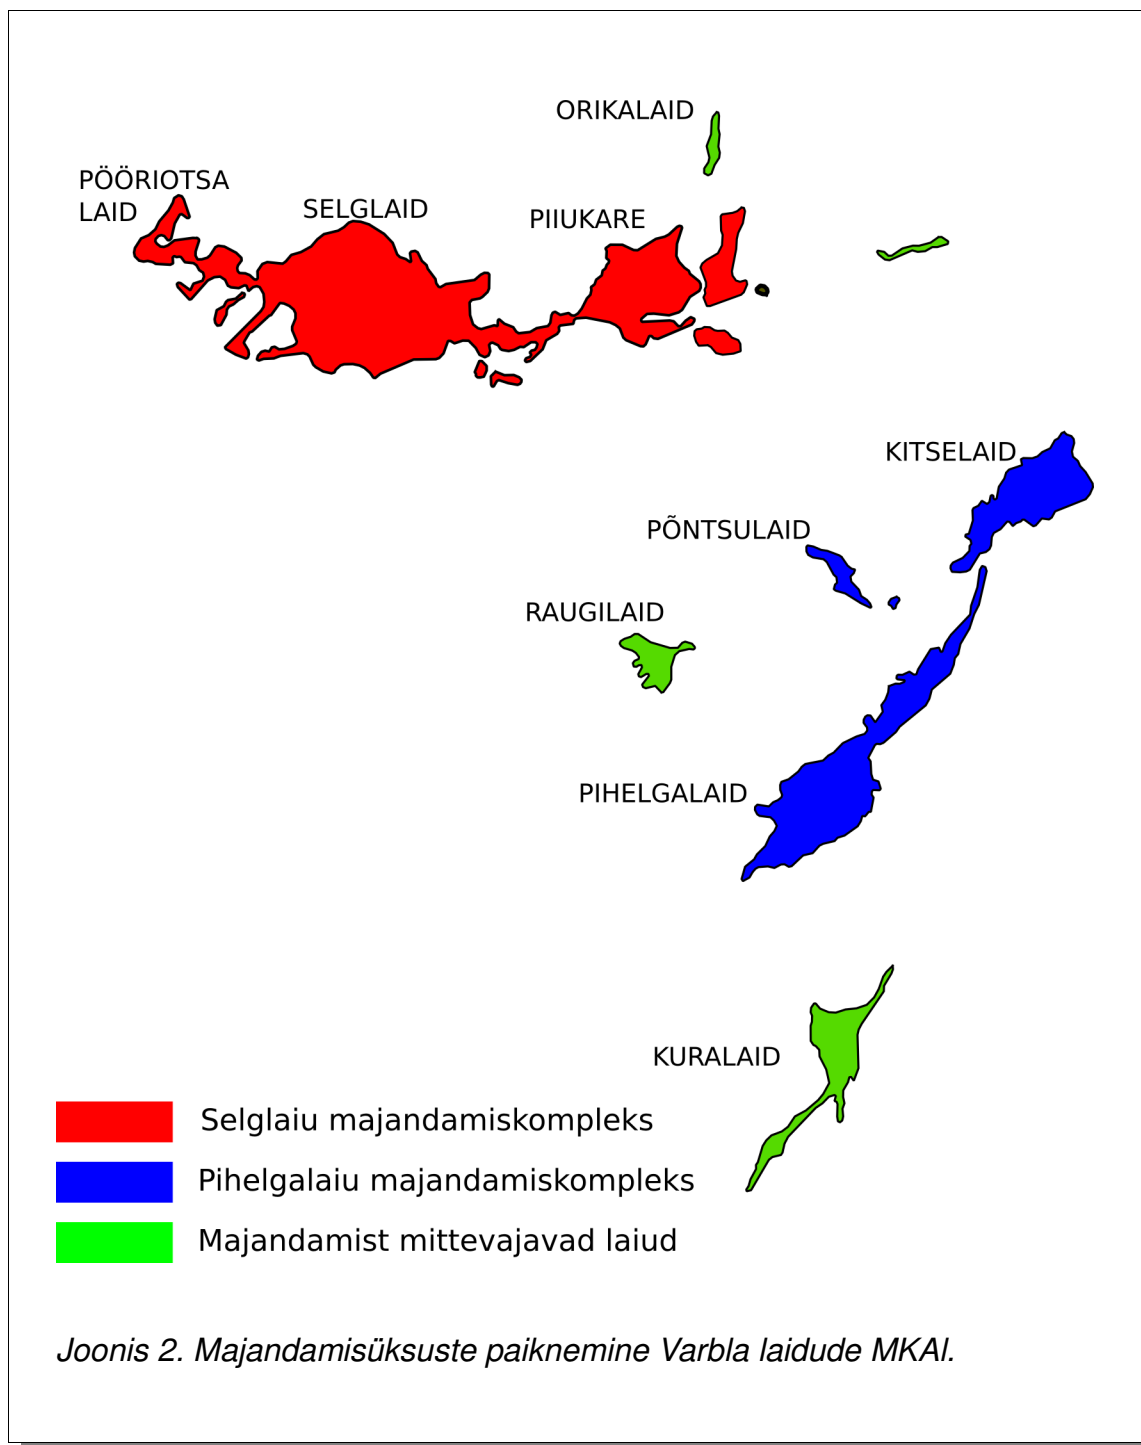 ORIKALAID
PÖÖRIOTSA
LAID
SELGLAID
PIIUKARE
KITSELAID
PÕNTSULAID
RAUGILAID
PIHELGALAID
KURALAID
Selglaiu majandamiskompleks
Pihelgalaiu majandamiskompleks
Majandamist mittevajavad laiud
Joonis 2. Majandamisüksuste paiknemine Varbla laidude MKAl.